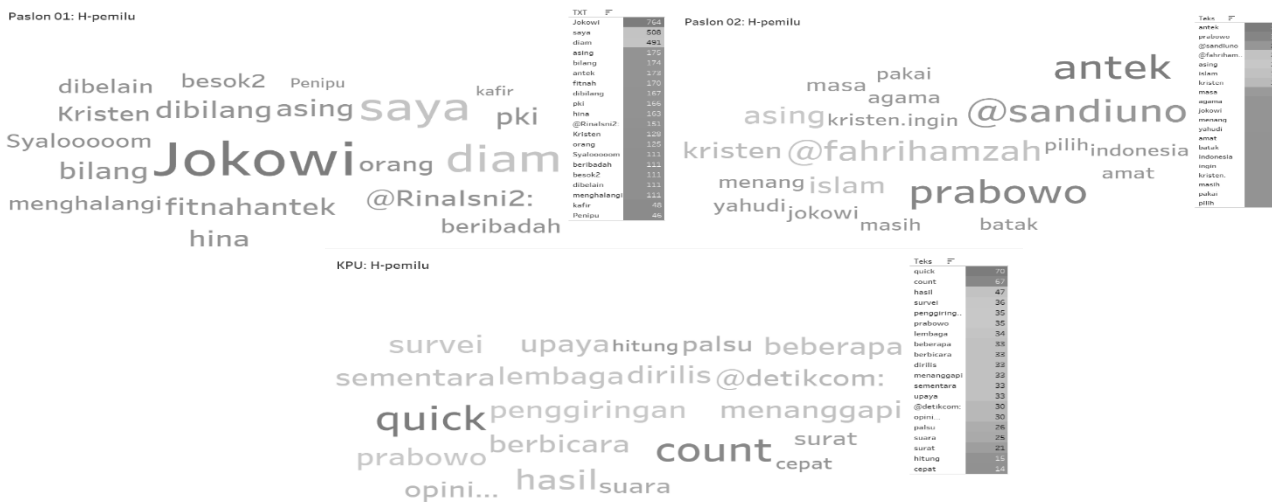 Paslon 01: H-pemilu
dibelain besok2 Penipu kafir
Kristen dibilang asing saya pki
Syalooooom
bilang Jokowi orang diam
menghalangi fitnah antek @RinaIsni2:
hina beribadah
TXT
Jokowi 764
saya 508
diam 491
asing 175
bilang 174
antek 173
fitnah 170
dibilang 167
pki 166
hina 163
@RinaIsni2: 151
Kristen 128
orang 125
Syalooooom 111
beribadah 111
besok2 111
dibelain 111
menghalangi 111
kafir 48
Penipu 46
Paslon 02: H-pemilu
antek
masa pakai agama
asing kristen.ingin @sandiuno
kristen @fahrihamzah pilih indonesia
menang islam prabowo amat
yahudi jokowi masih batak
Teks
antek
prabowo
@sandiuno
@fahriham..
asing
islam
kristen
masa
agama
jokowi
menang
yahudi
amat
batak
indonesia
ingin
kristen.
masih
pakai
pilih
KPU: H-pemilu
survei upaya hitung palsu beberapa
sementara lembaga dirilis @detikcom:
quick penggiringan menanggapi
prabowo berbicara count surat
cepat
opini... hasil suara
Teks
quick 70
count 67
hasil 47
survei 36
penggiring.. 35
prabowo 35
lembaga 34
beberapa 33
berbicara 33
dirilis 33
menanggapi 33
sementara 33
upaya 33
@detikcom: 30
opini... 30
palsu 26
suara 25
surat 21
hitung 15
cepat 14